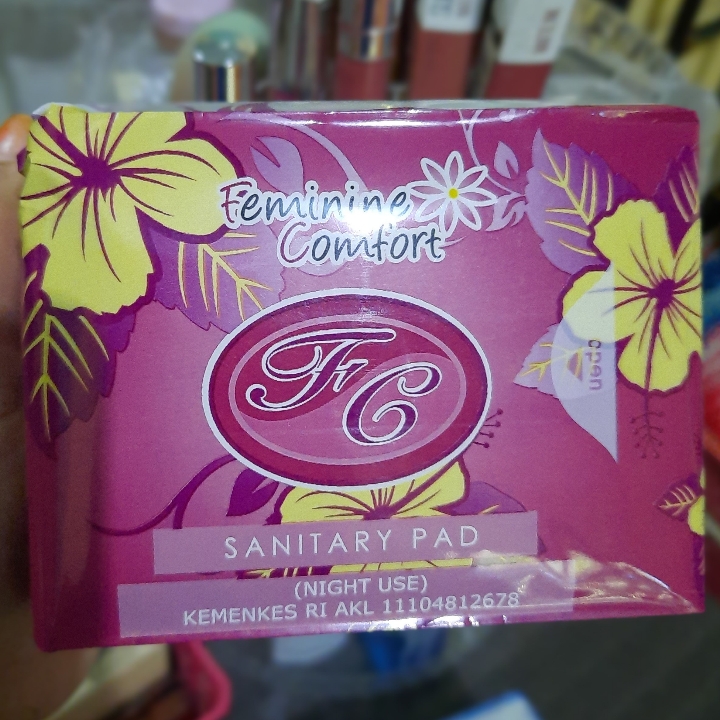 Feminine
Comfort
FC
open
SANITARY PAD
(NIGHT USE)
KEMENKES RI AKL 11104812678